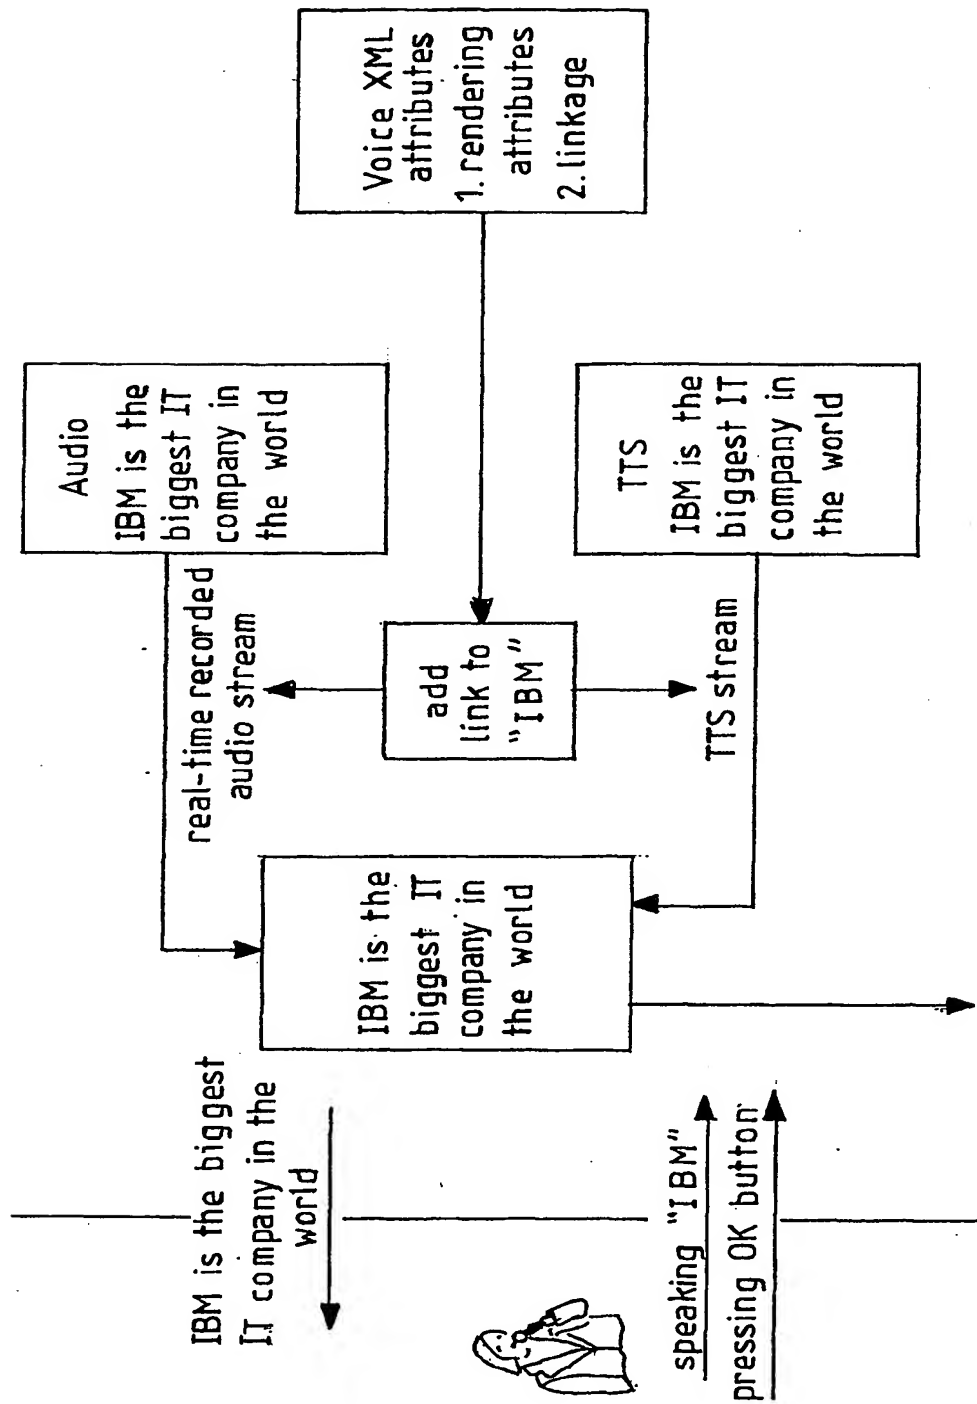 IBM is the biggest
IT company in the
world
speaking "IBM"
pressing OK button
IBM is the
biggest IT
company in
the world
real-time recorded
audio stream
add
link to
"IBM"
TTS stream
Audio
IBM is the
biggest IT
company in
the world
TTS
IBM is the
biggest IT
company in
the world
Voice XML
attributes
1. rendering
attributes
2. linkage